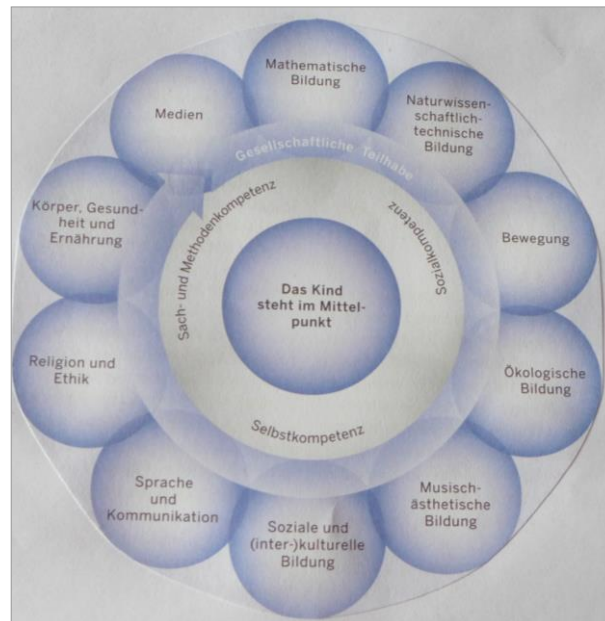 Mathematische
Bildung
Naturwissen-
schaftlich-
technische
Bildung
Bewegung
Ökologische
Bildung
Musisch-
ästhetische
Bildung
Soziale und
(inter-)kulturelle
Bildung
Sprache
und
Kommunikation
Religion und
Ethik
Körper, Gesund-
heit und
Ernährung
Medien
Gesellschaftliche Teilhabe
Sach- und Methodenkompetenz
Sozialkompetenz
Selbstkompetenz
Das Kind
steht im Mittel-
punkt